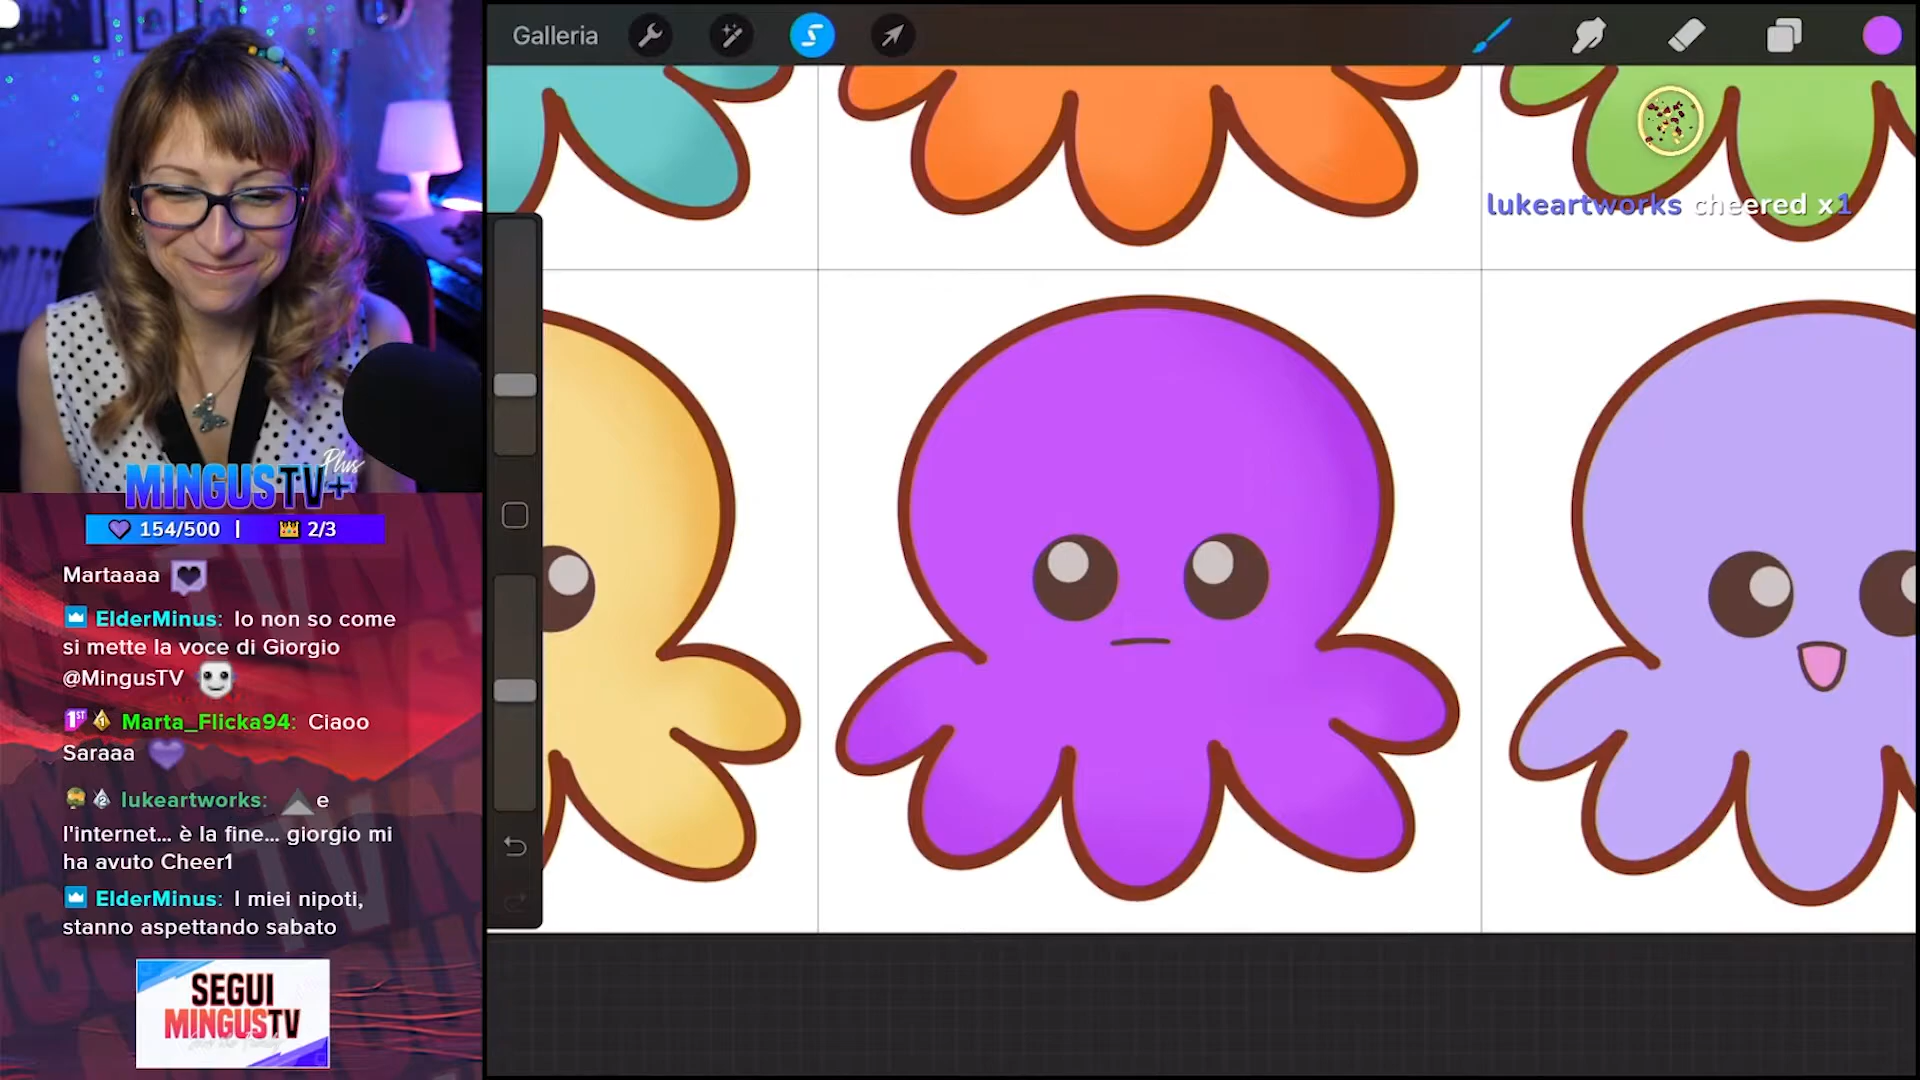 Galleria
lukeartworks cheered x1
MINGUSTV+
Plus
154/500 | 2/3
Martaaaa
ElderMinus: Io non so come
si mette la voce di Giorgio
@MingusTV
1ST Marta_Flicka94: Ciaoo
Saraaa
lukeartworks: e
l'internet... è la fine... giorgio mi
ha avuto Cheer1
ElderMinus: I miei nipoti,
stanno aspettando sabato
SEGUI
MINGUSTV